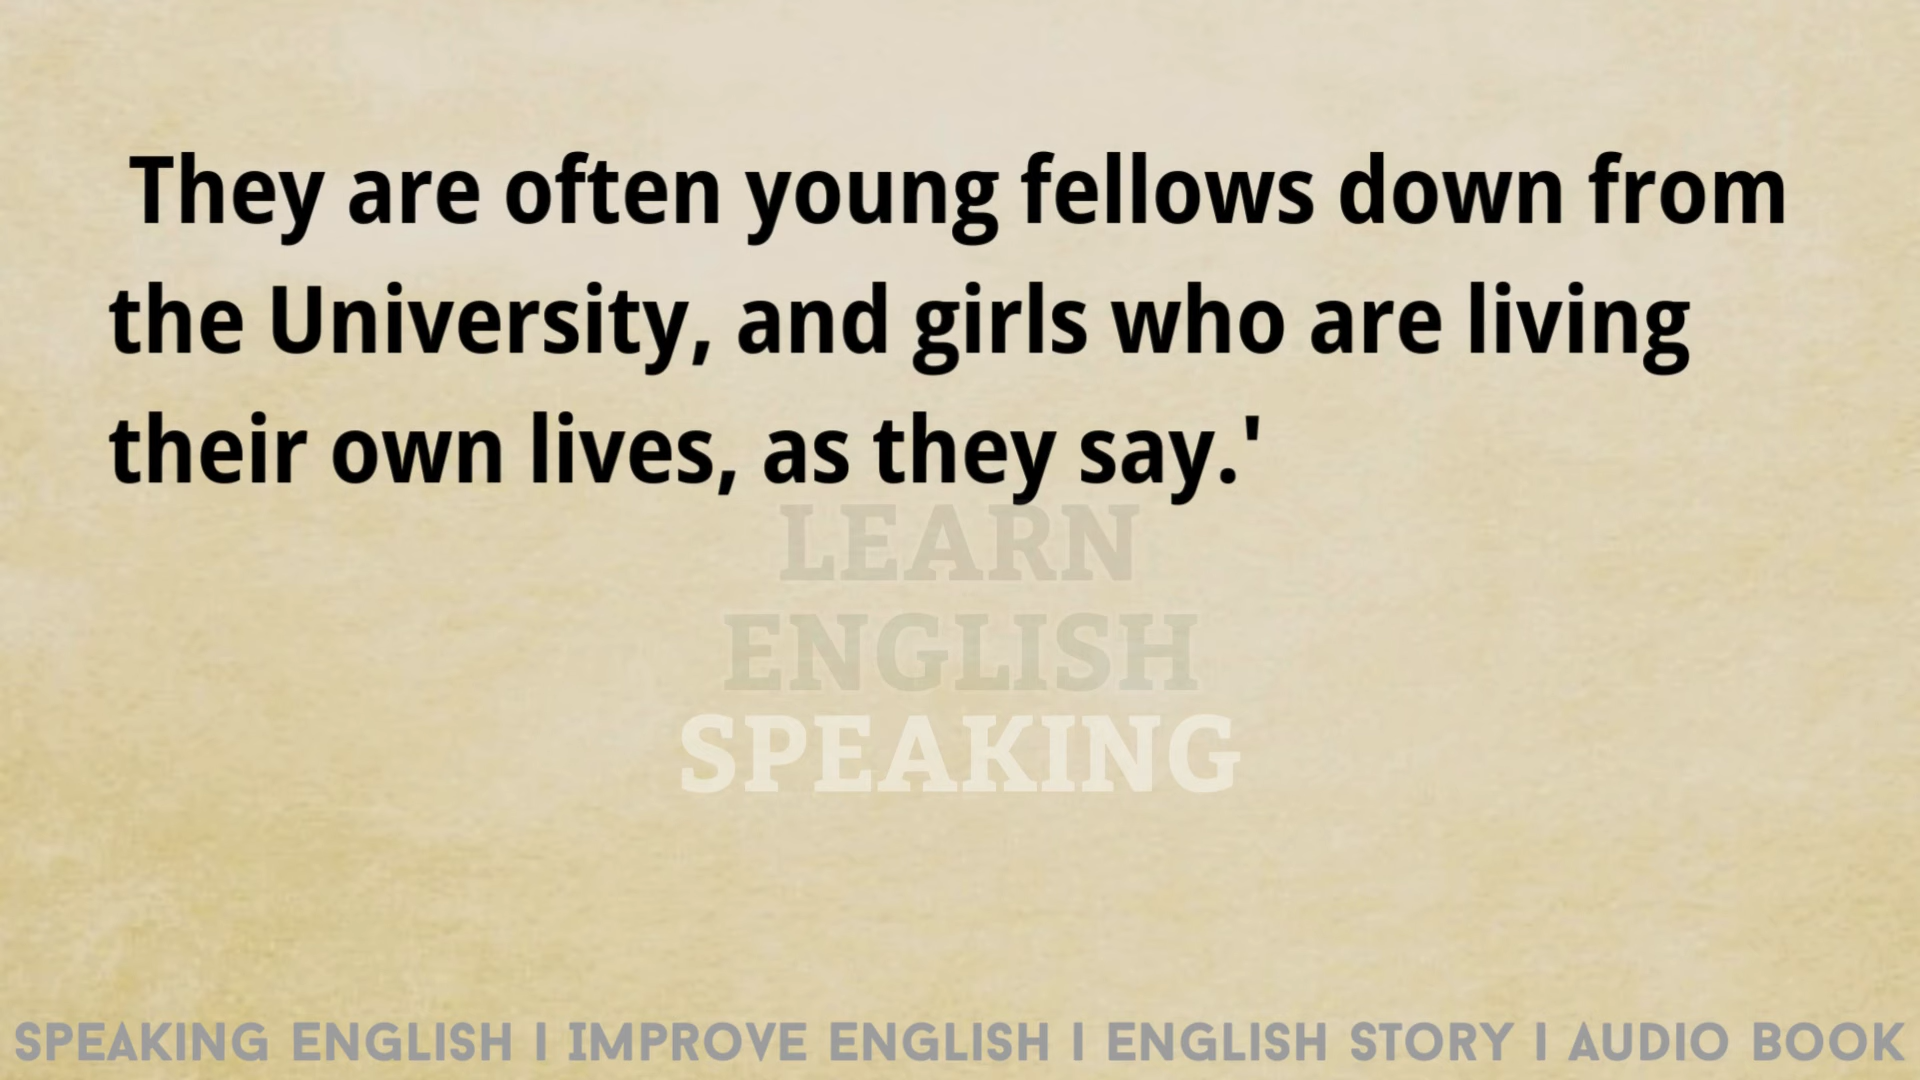 They are often young fellows down from
the University, and girls who are living
their own lives, as they say.'
LEARN
ENGLISH
SPEAKING
SPEAKING ENGLISH I IMPROVE ENGLISH I ENGLISH STORY I AUDIO BOOK